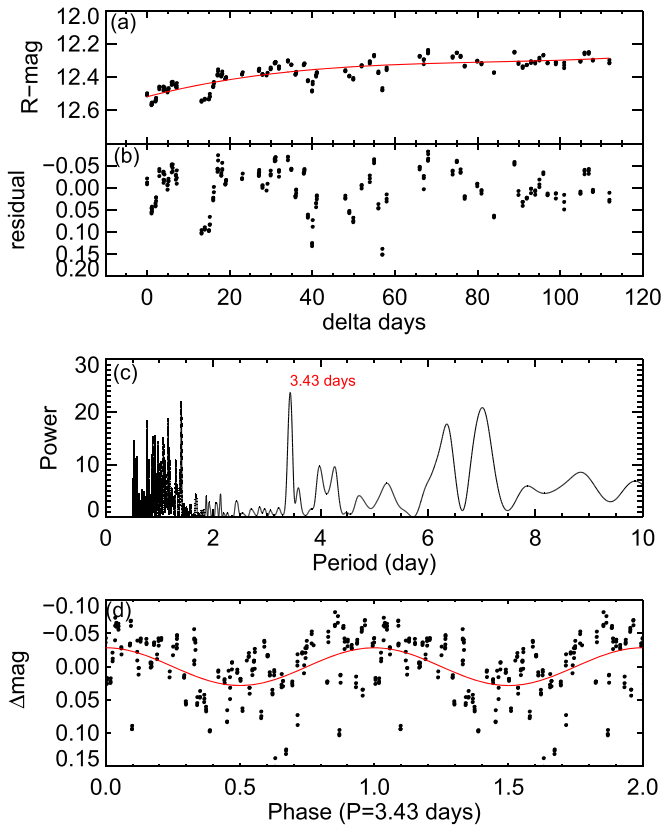 (a)
12.0
12.2
12.4
12.6
R−mag
(b)
−0.05
0.00
0.05
0.10
0.15
0.20
residual
0 20 40 60 80 100 120
delta days
(c)
3.43 days
30
20
10
0
Power
0 2 4 6 8 10
Period (day)
(d)
−0.10
−0.05
0.00
0.05
0.10
0.15
Δmag
0.0 0.5 1.0 1.5 2.0
Phase (P=3.43 days)